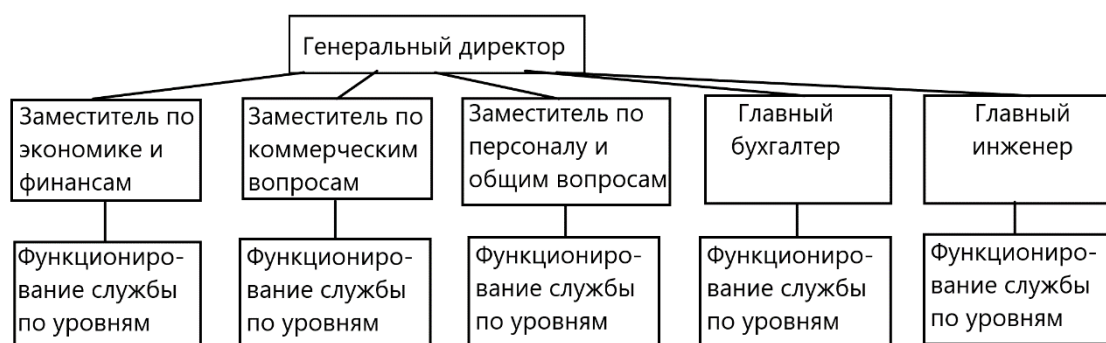 Генеральный директор
Заместитель по
экономике и
финансам
Заместитель по
коммерческим
вопросам
Заместитель по
персоналу и
общим вопросам
Главный
бухгалтер
Главный
инженер
Функциониро-
вание службы
по уровням
Функциониро-
вание службы
по уровням
Функциониро-
вание службы
по уровням
Функциониро-
вание службы
по уровням
Функциониро-
вание службы
по уровням